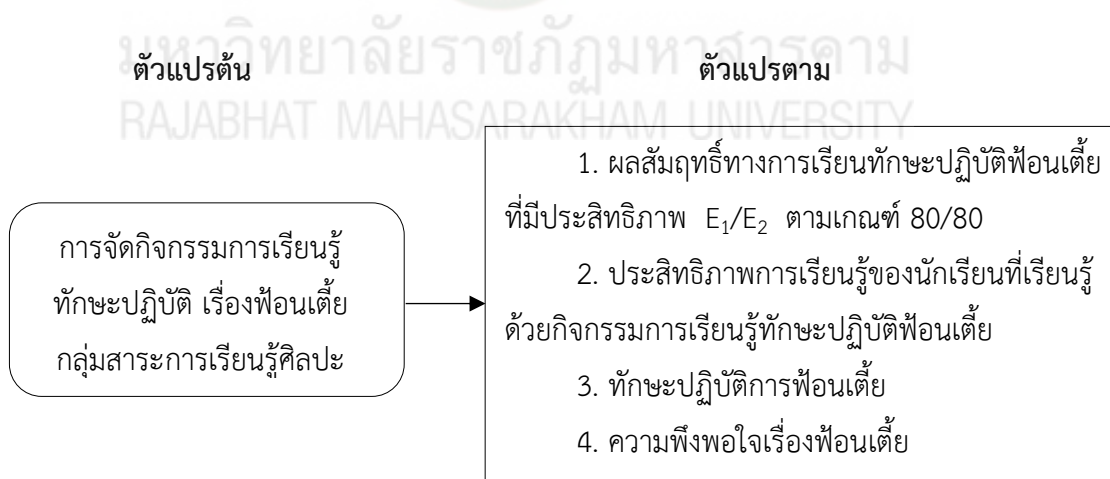 มหาวิทยาลัยราชภัฏมหาสารคาม
RAJABHAT MAHASARAKHAM UNIVERSITY
ตัวแปรต้น
ตัวแปรตาม
การจัดกิจกรรมการเรียนรู้
ทักษะปฏิบัติ เรื่องฟ้อนเตี้ย
กลุ่มสาระการเรียนรู้ศิลปะ
1. ผลสัมฤทธิ์ทางการเรียนทักษะปฏิบัติฟ้อนเตี้ย
ที่มีประสิทธิภาพ E₁/E₂ ตามเกณฑ์ 80/80
2. ประสิทธิภาพการเรียนรู้ของนักเรียนที่เรียนรู้
ด้วยกิจกรรมการเรียนรู้ทักษะปฏิบัติฟ้อนเตี้ย
3. ทักษะปฏิบัติการฟ้อนเตี้ย
4. ความพึงพอใจเรื่องฟ้อนเตี้ย